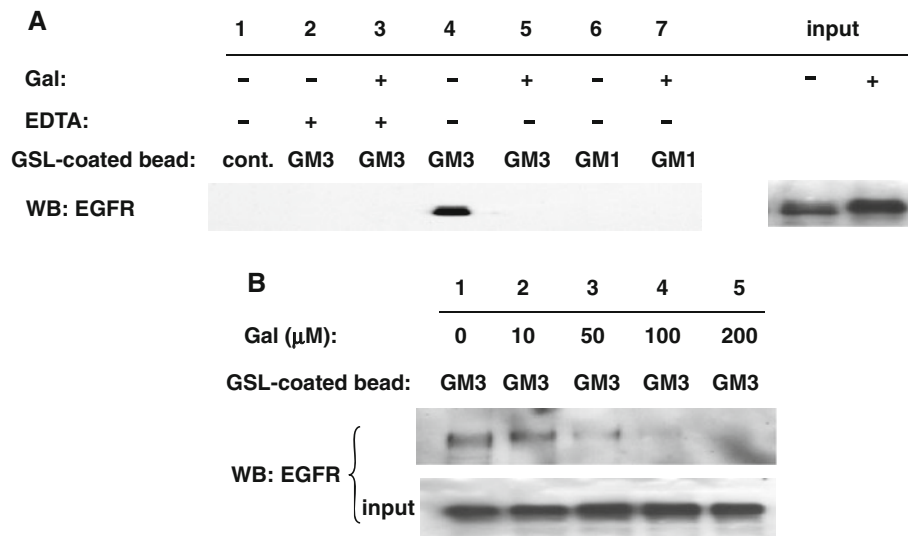 A
1 2 3 4 5 6 7 input
Gal: – – + – + – + – +
EDTA: – + + – – – –
GSL-coated bead: cont. GM3 GM3 GM3 GM3 GM1 GM1
WB: EGFR
B
1 2 3 4 5
Gal (μM): 0 10 50 100 200
GSL-coated bead: GM3 GM3 GM3 GM3 GM3
WB: EGFR
input